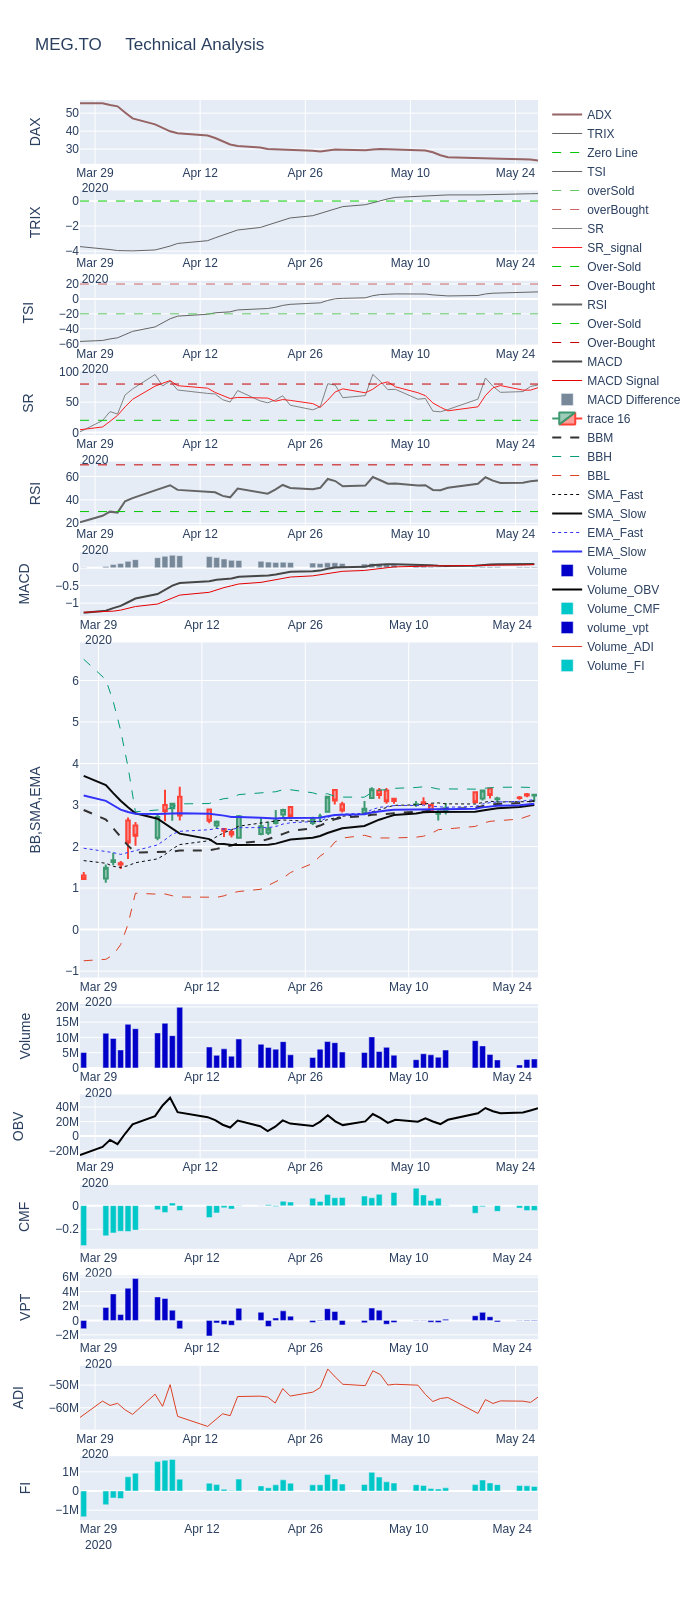 MEG.TO Technical Analysis
DAX
50
40
30
Mar 29 Apr 12 Apr 26 May 10 May 24
2020
TRIX
0
−2
−4
Mar 29 Apr 12 Apr 26 May 10 May 24
2020
TSI
20
0
−20
−40
−60
Mar 29 Apr 12 Apr 26 May 10 May 24
2020
SR
100
50
0
Mar 29 Apr 12 Apr 26 May 10 May 24
2020
RSI
60
40
20
Mar 29 Apr 12 Apr 26 May 10 May 24
2020
MACD
0
−0.5
−1
Mar 29 Apr 12 Apr 26 May 10 May 24
2020
BB,SMA,EMA
6
5
4
3
2
1
0
−1
Mar 29 Apr 12 Apr 26 May 10 May 24
2020
Volume
20M
15M
10M
5M
0
Mar 29 Apr 12 Apr 26 May 10 May 24
2020
OBV
40M
20M
0
−20M
Mar 29 Apr 12 Apr 26 May 10 May 24
2020
CMF
0
−0.2
Mar 29 Apr 12 Apr 26 May 10 May 24
2020
VPT
6M
4M
2M
0
−2M
Mar 29 Apr 12 Apr 26 May 10 May 24
2020
ADI
−50M
−60M
Mar 29 Apr 12 Apr 26 May 10 May 24
2020
FI
1M
0
−1M
Mar 29 Apr 12 Apr 26 May 10 May 24
2020
ADX
TRIX
Zero Line
TSI
overSold
overBought
SR
SR_signal
Over-Sold
Over-Bought
RSI
Over-Sold
Over-Bought
MACD
MACD Signal
MACD Difference
trace 16
BBM
BBH
BBL
SMA_Fast
SMA_Slow
EMA_Fast
EMA_Slow
Volume
Volume_OBV
Volume_CMF
volume_vpt
Volume_ADI
Volume_FI